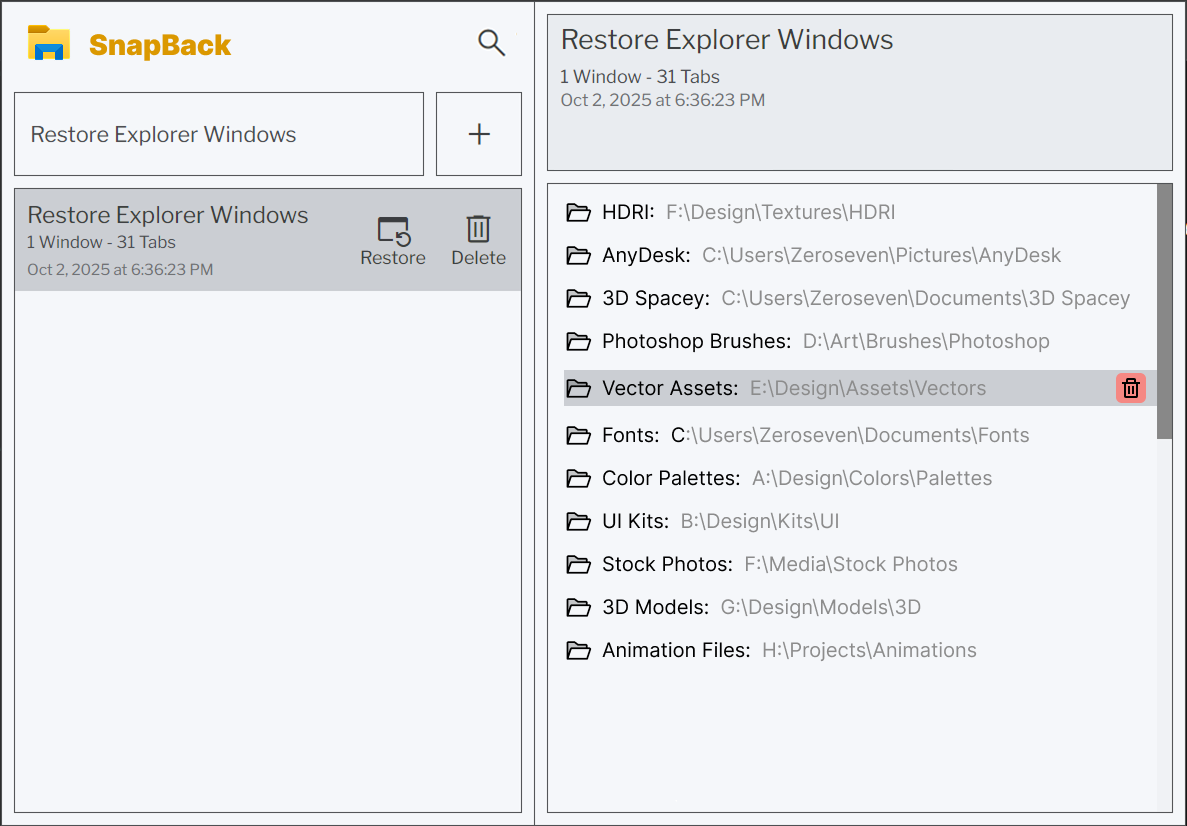 SnapBack
Restore Explorer Windows
+
Restore Explorer Windows
1 Window - 31 Tabs
Oct 2, 2025 at 6:36:23 PM
Restore
Delete
Restore Explorer Windows
1 Window - 31 Tabs
Oct 2, 2025 at 6:36:23 PM
HDRI: F:\Design\Textures\HDRI
AnyDesk: C:\Users\Zeroseven\Pictures\AnyDesk
3D Spacey: C:\Users\Zeroseven\Documents\3D Spacey
Photoshop Brushes: D:\Art\Brushes\Photoshop
Vector Assets: E:\Design\Assets\Vectors
Fonts: C:\Users\Zeroseven\Documents\Fonts
Color Palettes: A:\Design\Colors\Palettes
UI Kits: B:\Design\Kits\UI
Stock Photos: F:\Media\Stock Photos
3D Models: G:\Design\Models\3D
Animation Files: H:\Projects\Animations